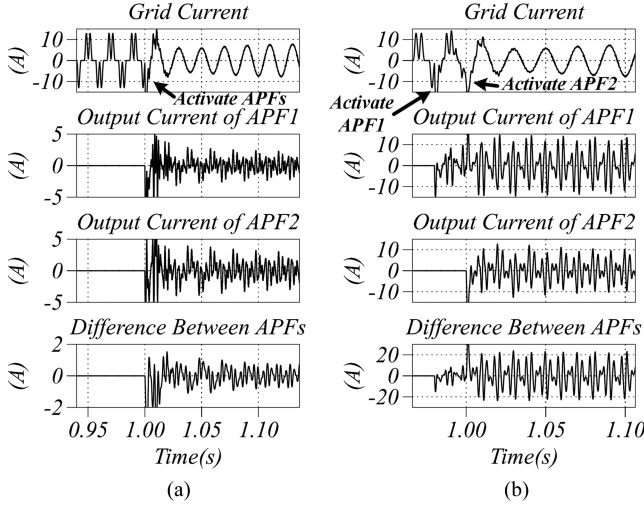 Grid Current
(A)
10
0
-10
Activate APFs
Output Current of APF1
(A)
5
0
-5
Output Current of APF2
(A)
5
0
-5
Difference Between APFs
(A)
2
0
-2
0.95 1.00 1.05 1.10
Time(s)
(a)
Grid Current
(A)
10
0
-10
Activate APF2
Activate
APF1
Output Current of APF1
(A)
10
0
-10
Output Current of APF2
(A)
10
0
-10
Difference Between APFs
(A)
20
0
-20
1.00 1.05 1.10
Time(s)
(b)